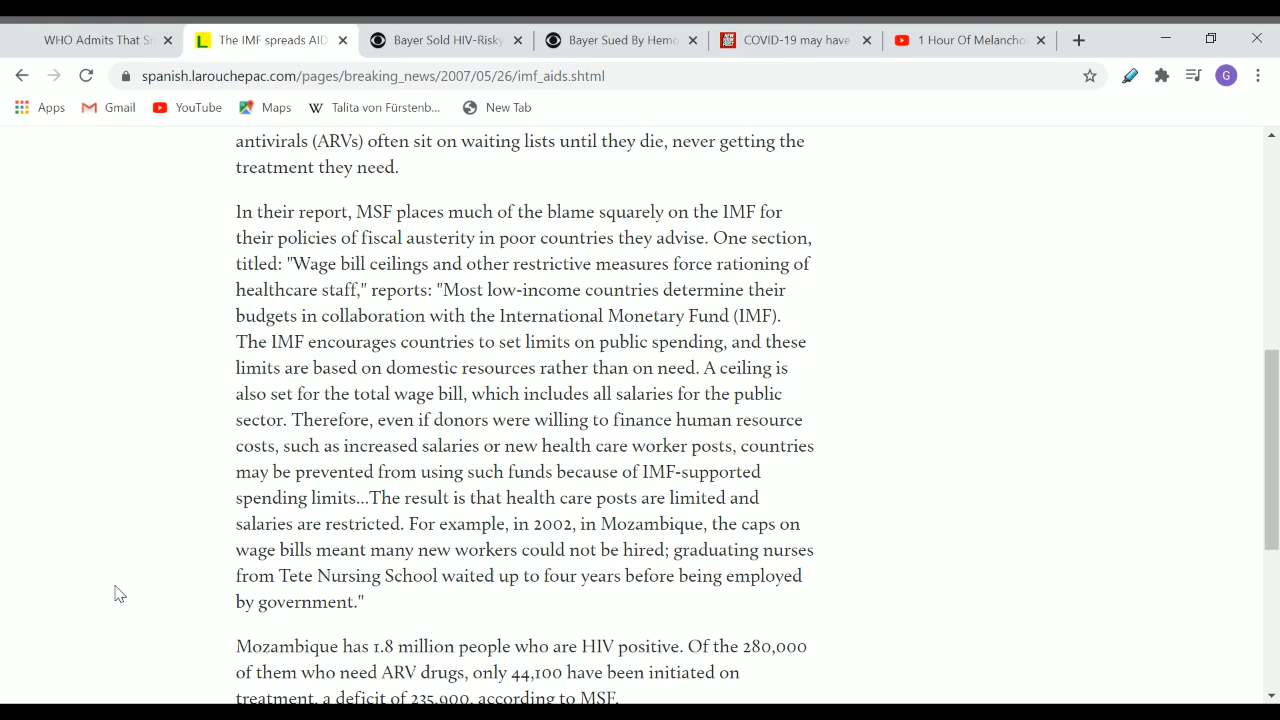 WHO Admits That Sm
The IMF spreads AID
Bayer Sold HIV-Risky
Bayer Sued By Hemo
COVID-19 may have
1 Hour Of Melancho
spanish.larouchepac.com/pages/breaking_news/2007/05/26/imf_aids.shtml
G
Apps
Gmail
YouTube
Maps
W Talita von Fürstenb...
New Tab
antivirals (ARVs) often sit on waiting lists until they die, never getting the
treatment they need.
In their report, MSF places much of the blame squarely on the IMF for
their policies of fiscal austerity in poor countries they advise. One section,
titled: "Wage bill ceilings and other restrictive measures force rationing of
healthcare staff," reports: "Most low-income countries determine their
budgets in collaboration with the International Monetary Fund (IMF).
The IMF encourages countries to set limits on public spending, and these
limits are based on domestic resources rather than on need. A ceiling is
also set for the total wage bill, which includes all salaries for the public
sector. Therefore, even if donors were willing to finance human resource
costs, such as increased salaries or new health care worker posts, countries
may be prevented from using such funds because of IMF-supported
spending limits...The result is that health care posts are limited and
salaries are restricted. For example, in 2002, in Mozambique, the caps on
wage bills meant many new workers could not be hired; graduating nurses
from Tete Nursing School waited up to four years before being employed
by government."
Mozambique has 1.8 million people who are HIV positive. Of the 280,000
of them who need ARV drugs, only 44,100 have been initiated on
treatment, a deficit of 235,900, according to MSF.